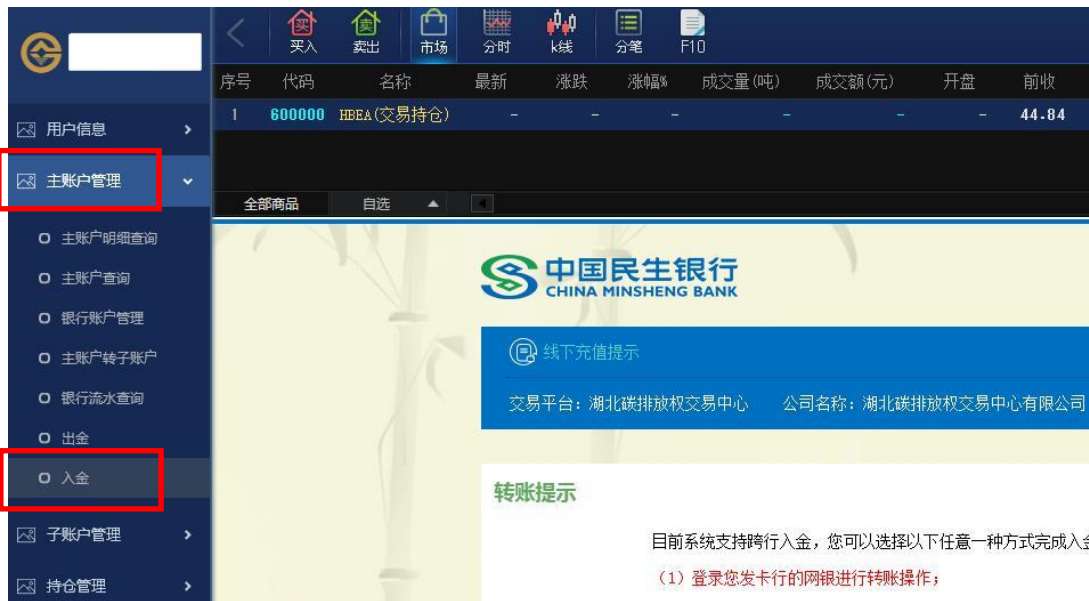 买入 卖出 市场 分时 k线 分笔 F10
序号 代码 名称 最新 涨跌 涨幅% 成交量(吨) 成交额(元) 开盘 前收
1 600000 HBEA(交易持仓) – – – – – – 44.84
全部商品 自选
用户信息
主账户管理
主账户明细查询
主账户查询
银行账户管理
主账户转子账户
银行流水查询
出金
入金
子账户管理
持仓管理
中国民生银行
CHINA MINSHENG BANK
线下充值提示
交易平台：湖北碳排放权交易中心 公司名称：湖北碳排放权交易中心有限公司
转账提示
目前系统支持跨行入金，您可以选择以下任意一种方式完成入金
（1）登录您发卡行的网银进行转账操作；